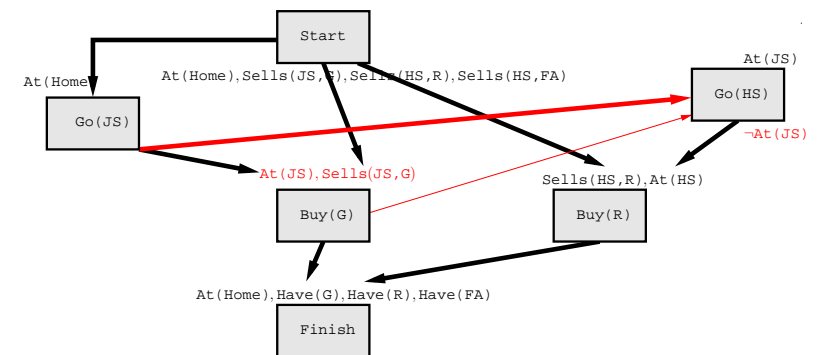 Start
At(JS)
At(Home),Sells(JS,G),Sells(HS,R),Sells(HS,FA)
At(Home
Go(HS)
Go(JS)
¬At(JS)
At(JS),Sells(JS,G)
Sells(HS,R),At(HS)
Buy(G)
Buy(R)
At(Home),Have(G),Have(R),Have(FA)
Finish